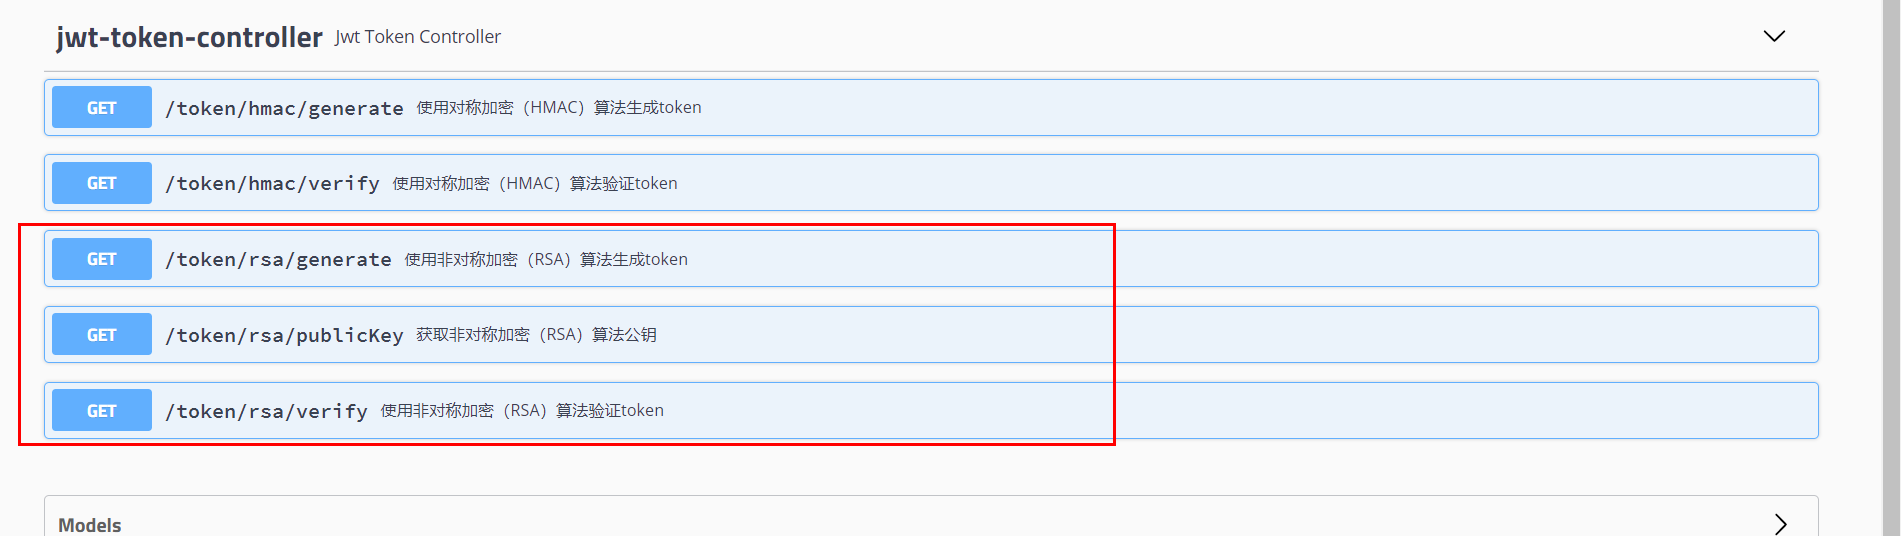 jwt-token-controller Jwt Token Controller
GET /token/hmac/generate 使用对称加密（HMAC）算法生成token
GET /token/hmac/verify 使用对称加密（HMAC）算法验证token
GET /token/rsa/generate 使用非对称加密（RSA）算法生成token
GET /token/rsa/publicKey 获取非对称加密（RSA）算法公钥
GET /token/rsa/verify 使用非对称加密（RSA）算法验证token
Models